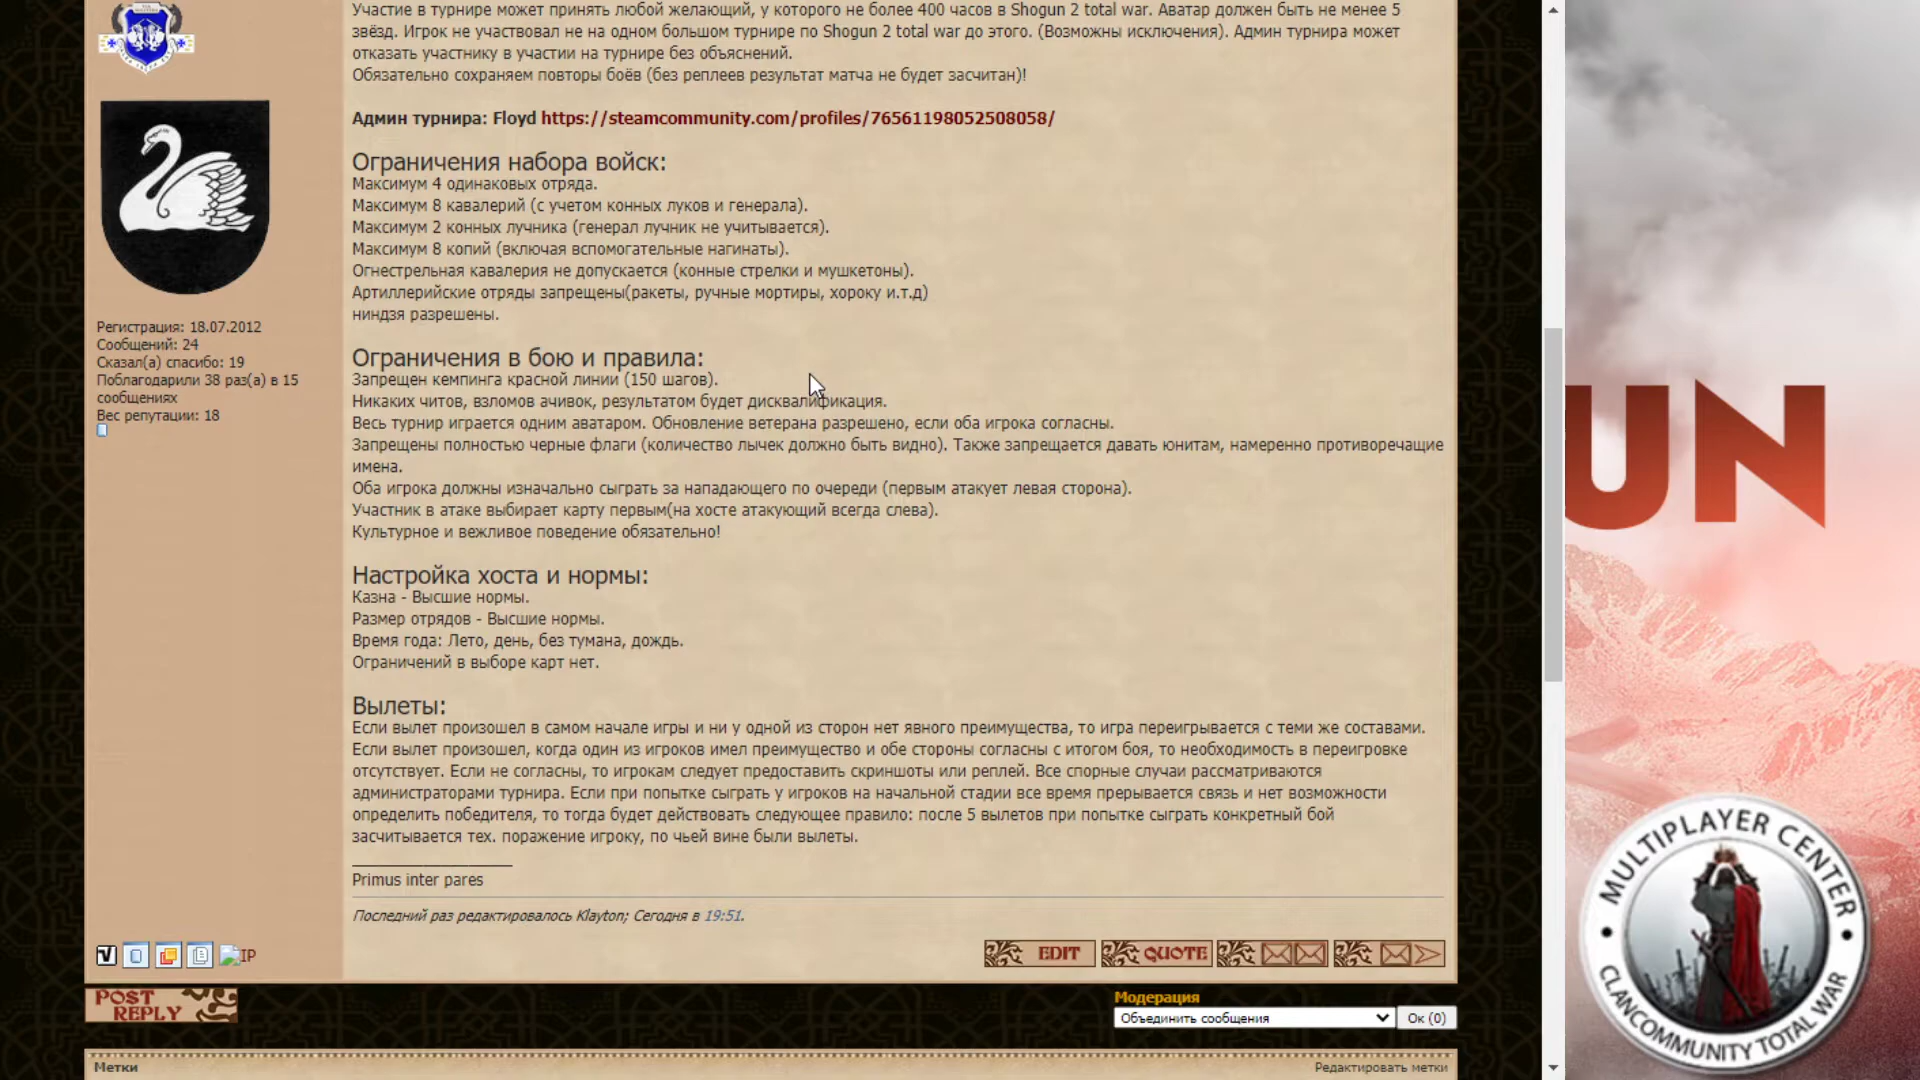 Участие в турнире может принять любой желающий, у которого не более 400 часов в Shogun 2 total war. Аватар должен быть не менее 5
звёзд. Игрок не участвовал не на одном большом турнире по Shogun 2 total war до этого. (Возможны исключения). Админ турнира может
отказать участнику в участии на турнире без объяснений.
Обязательно сохраняем повторы боёв (без реплеев результат матча не будет засчитан)!
Админ турнира: Floyd https://steamcommunity.com/profiles/76561198052508058/
Ограничения набора войск:
Максимум 4 одинаковых отряда.
Максимум 8 кавалерий (с учетом конных луков и генерала).
Максимум 2 конных лучника (генерал лучник не учитывается).
Максимум 8 копий (включая вспомогательные нагинаты).
Огнестрельная кавалерия не допускается (конные стрелки и мушкетоны).
Артиллерийские отряды запрещены(ракеты, ручные мортиры, хороку и.т.д)
ниндзя разрешены.
Регистрация: 18.07.2012
Сообщений: 24
Сказал(а) спасибо: 19
Поблагодарили 38 раз(а) в 15
сообщениях
Вес репутации: 18
Ограничения в бою и правила:
Запрещен кемпинга красной линии (150 шагов).
Никаких читов, взломов ачивок, результатом будет дисквалификация.
Весь турнир играется одним аватаром. Обновление ветерана разрешено, если оба игрока согласны.
Запрещены полностью черные флаги (количество лычек должно быть видно). Также запрещается давать юнитам, намеренно противоречащие
имена.
Оба игрока должны изначально сыграть за нападающего по очереди (первым атакует левая сторона).
Участник в атаке выбирает карту первым(на хосте атакующий всегда слева).
Культурное и вежливое поведение обязательно!
Настройка хоста и нормы:
Казна - Высшие нормы.
Размер отрядов - Высшие нормы.
Время года: Лето, день, без тумана, дождь.
Ограничений в выборе карт нет.
Вылеты:
Если вылет произошел в самом начале игры и ни у одной из сторон нет явного преимущества, то игра переигрывается с теми же составами.
Если вылет произошел, когда один из игроков имел преимущество и обе стороны согласны с итогом боя, то необходимость в переигровке
отсутствует. Если не согласны, то игрокам следует предоставить скриншоты или реплей. Все спорные случаи рассматриваются
администраторами турнира. Если при попытке сыграть у игроков на начальной стадии все время прерывается связь и нет возможности
определить победителя, то тогда будет действовать следующее правило: после 5 вылетов при попытке сыграть конкретный бой
засчитывается тех. поражение игроку, по чьей вине были вылеты.
Primus inter pares
Последний раз редактировалось Klayton; Сегодня в 19:51.
IP
EDIT
QUOTE
POST
REPLY
Модерация
Объединить сообщения
Ок (0)
Метки
Редактировать метки
UN
MULTIPLAYER CENTER
CLANCOMMUNITY TOTAL WAR